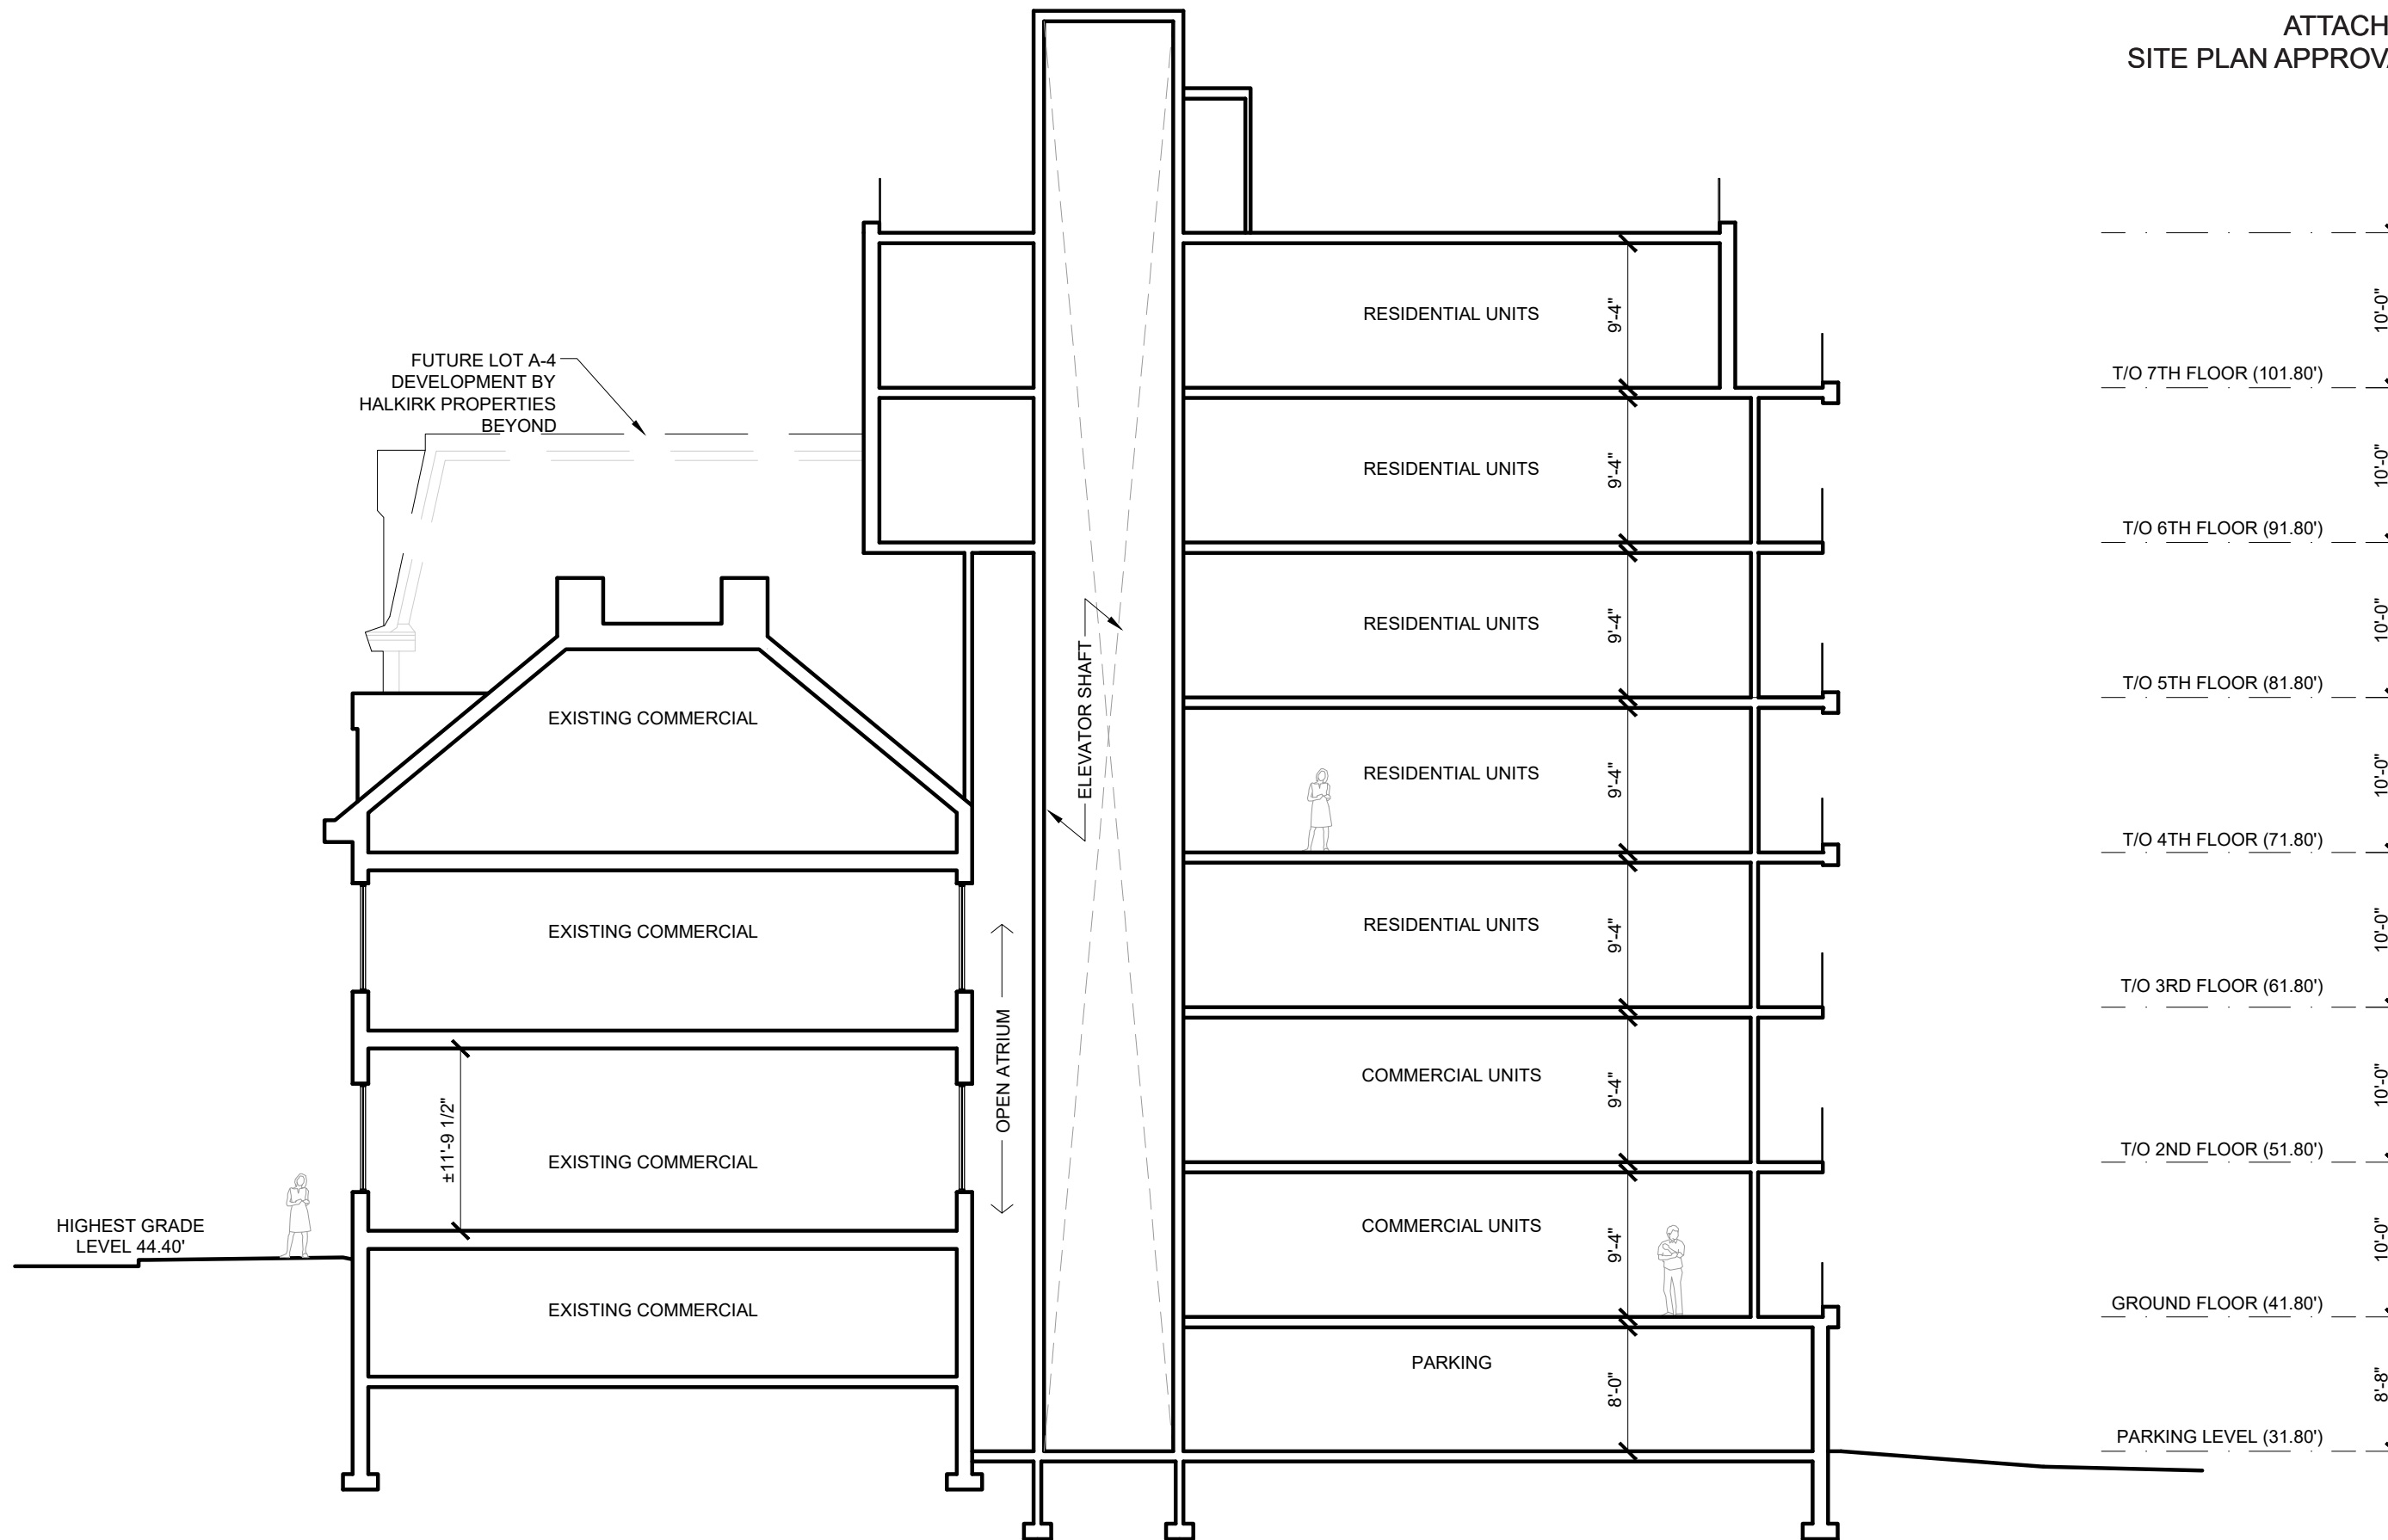 ATTACH
SITE PLAN APPROVA
FUTURE LOT A-4
DEVELOPMENT BY
HALKIRK PROPERTIES
BEYOND
RESIDENTIAL UNITS
9'-4"
10'-0"
T/O 7TH FLOOR (101.80')
RESIDENTIAL UNITS
9'-4"
10'-0"
T/O 6TH FLOOR (91.80')
RESIDENTIAL UNITS
9'-4"
10'-0"
T/O 5TH FLOOR (81.80')
ELEVATOR SHAFT
EXISTING COMMERCIAL
RESIDENTIAL UNITS
9'-4"
10'-0"
T/O 4TH FLOOR (71.80')
EXISTING COMMERCIAL
RESIDENTIAL UNITS
9'-4"
10'-0"
T/O 3RD FLOOR (61.80')
OPEN ATRIUM
COMMERCIAL UNITS
9'-4"
10'-0"
±11'-9 1/2"
T/O 2ND FLOOR (51.80')
EXISTING COMMERCIAL
HIGHEST GRADE
LEVEL 44.40'
COMMERCIAL UNITS
9'-4"
10'-0"
GROUND FLOOR (41.80')
EXISTING COMMERCIAL
PARKING
8'-0"
8'-8"
PARKING LEVEL (31.80')